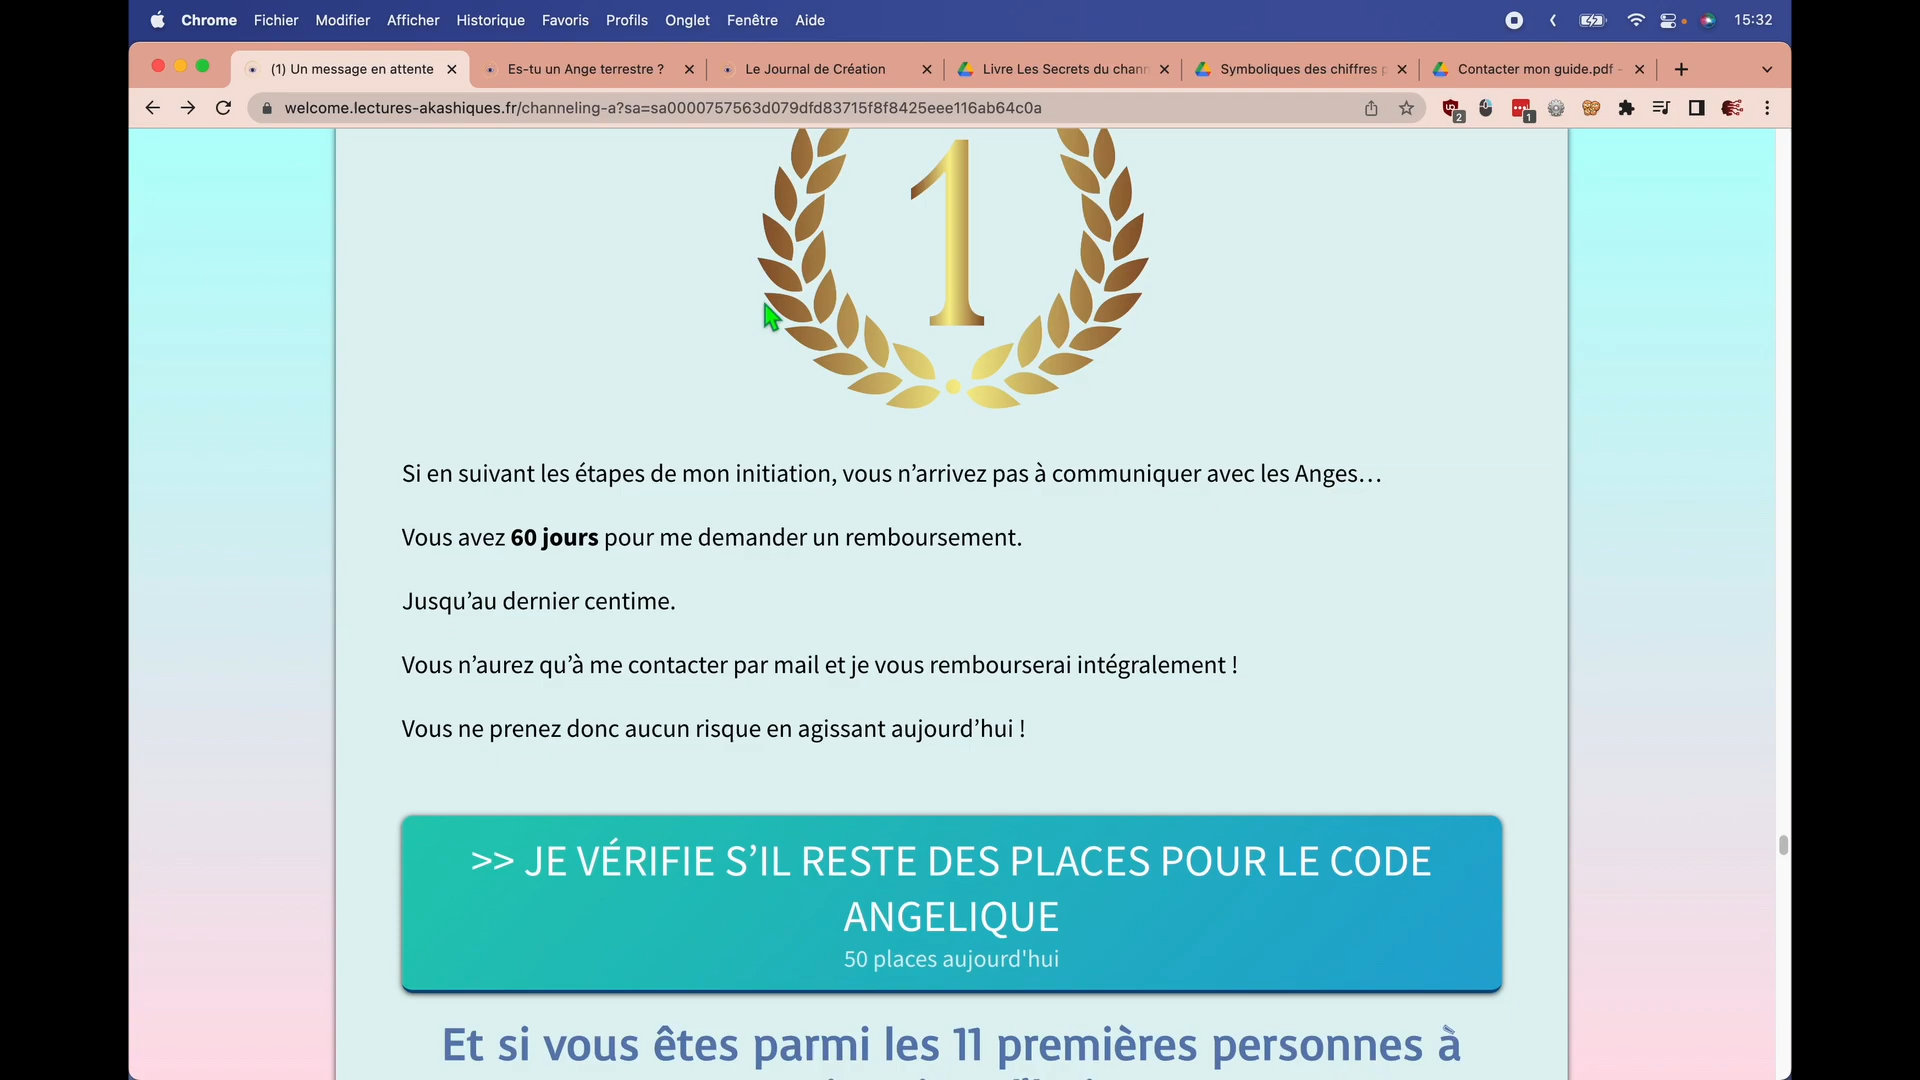 Chrome Fichier Modifier Afficher Historique Favoris Profils Onglet Fenêtre Aide 15:32
(1) Un message en attente Es-tu un Ange terrestre ? Le Journal de Création Livre Les Secrets du chann Symboliques des chiffres p Contacter mon guide.pdf -
welcome.lectures-akashiques.fr/channeling-a?sa=sa0000757563d079dfd83715f8f8425eee116ab64c0a 2 1
1
Si en suivant les étapes de mon initiation, vous n’arrivez pas à communiquer avec les Anges…
Vous avez 60 jours pour me demander un remboursement.
Jusqu’au dernier centime.
Vous n’aurez qu’à me contacter par mail et je vous rembourserai intégralement !
Vous ne prenez donc aucun risque en agissant aujourd’hui !
>> JE VÉRIFIE S’IL RESTE DES PLACES POUR LE CODE
ANGELIQUE
50 places aujourd'hui
Et si vous êtes parmi les 11 premières personnes à